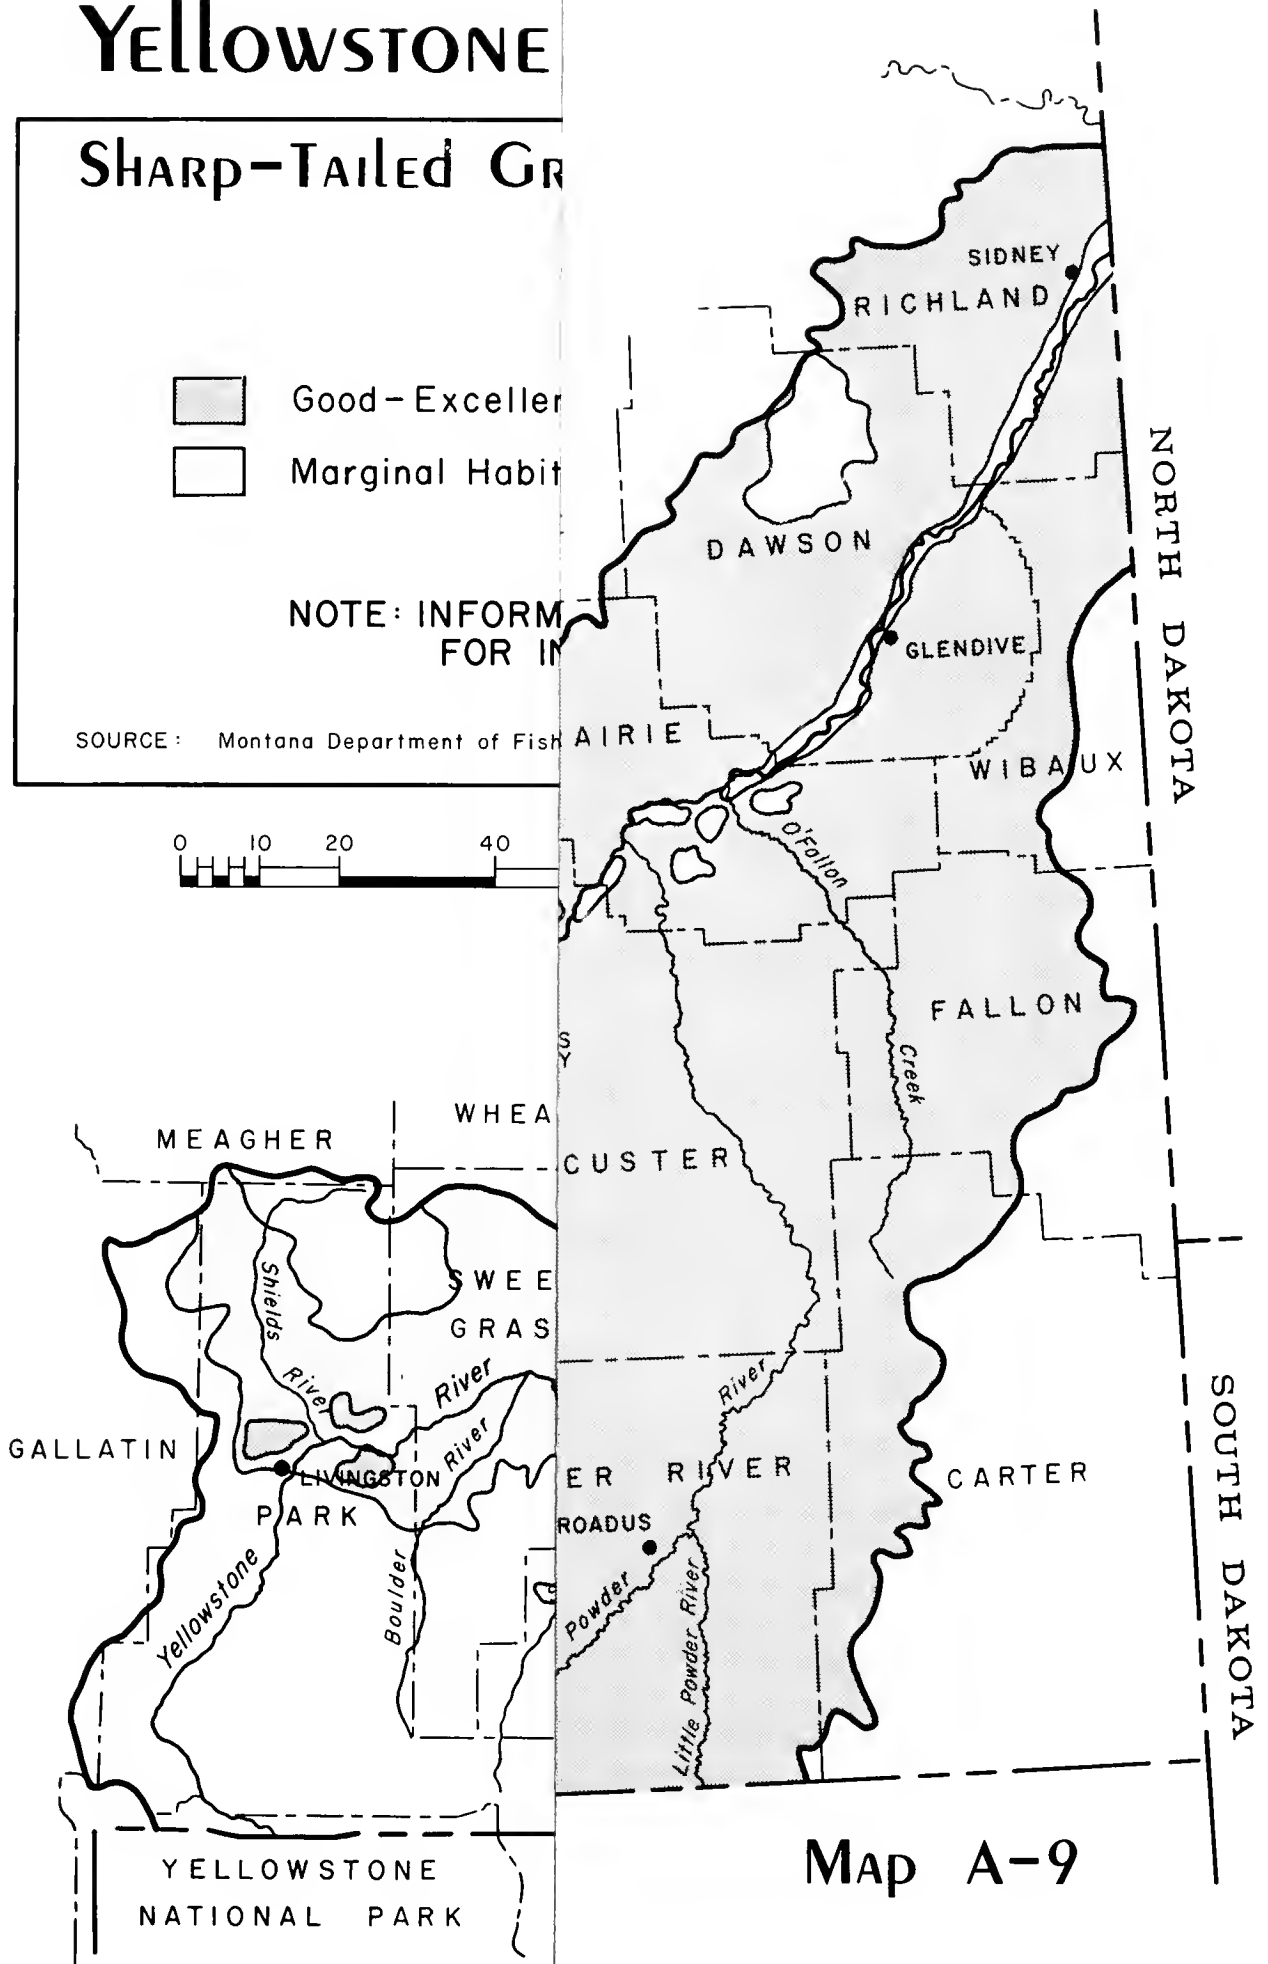 YEllOWSTONE
SHARP-TAILED GR
Good-Exceller
Marginal Habit
NOTE: INFORM
FOR IN
SOURCE: Montana Department of Fish
0 10 20 40
SIDNEY
RICHLAND
NORTH DAKOTA
DAWSON
GLENDIVE
AIRIE
WIBAUX
O'Fallon
Creek
FALLON
S
Y
CUSTER
WHEA
MEAGHER
SWEE
GRAS
Shields
River
River
River
GALLATIN
LIVINGSTON
PARK
Yellowstone
Boulder
River
ER RIVER
ROADUS
Powder
Little Powder River
CARTER
SOUTH DAKOTA
YELLOWSTONE
NATIONAL PARK
MAP A-9